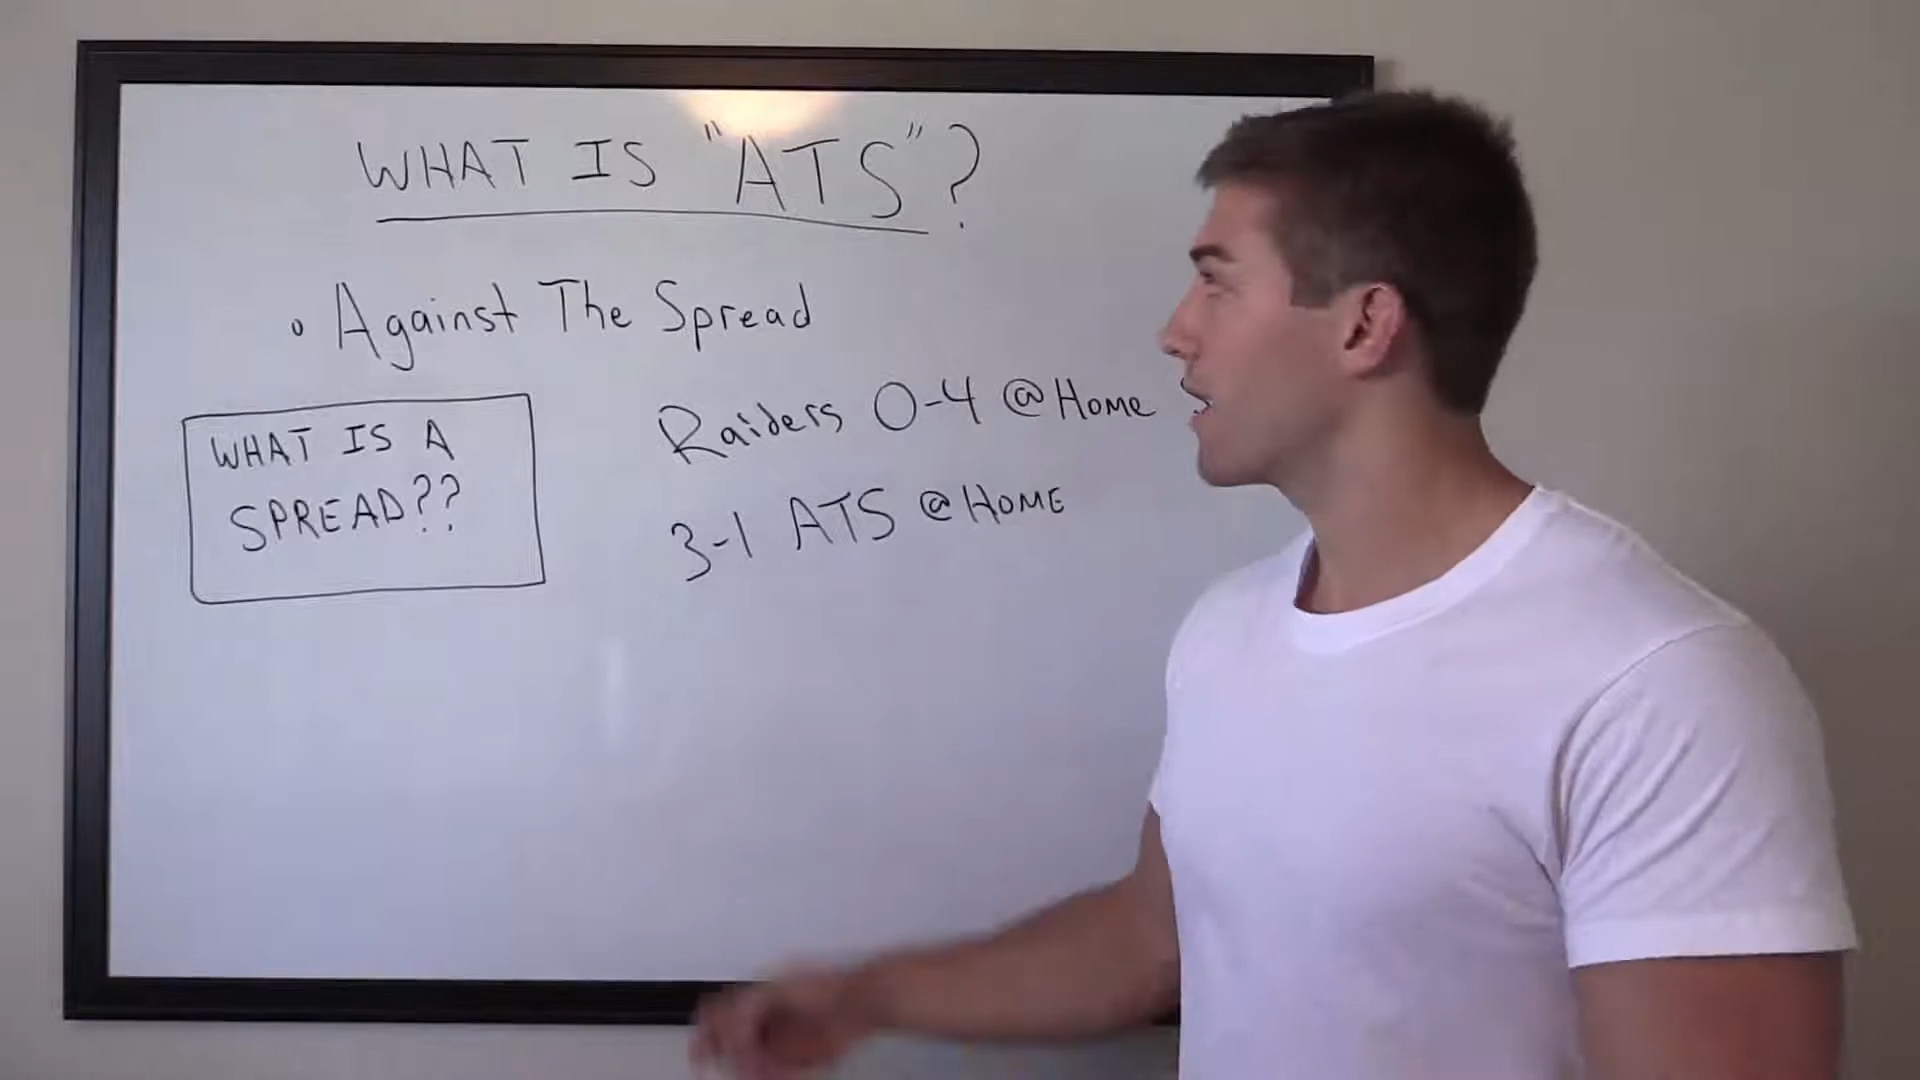 WHAT IS "ATS"?
• Against The Spread
WHAT IS A
SPREAD??
Raiders 0-4 @Home
3-1 ATS @HOME